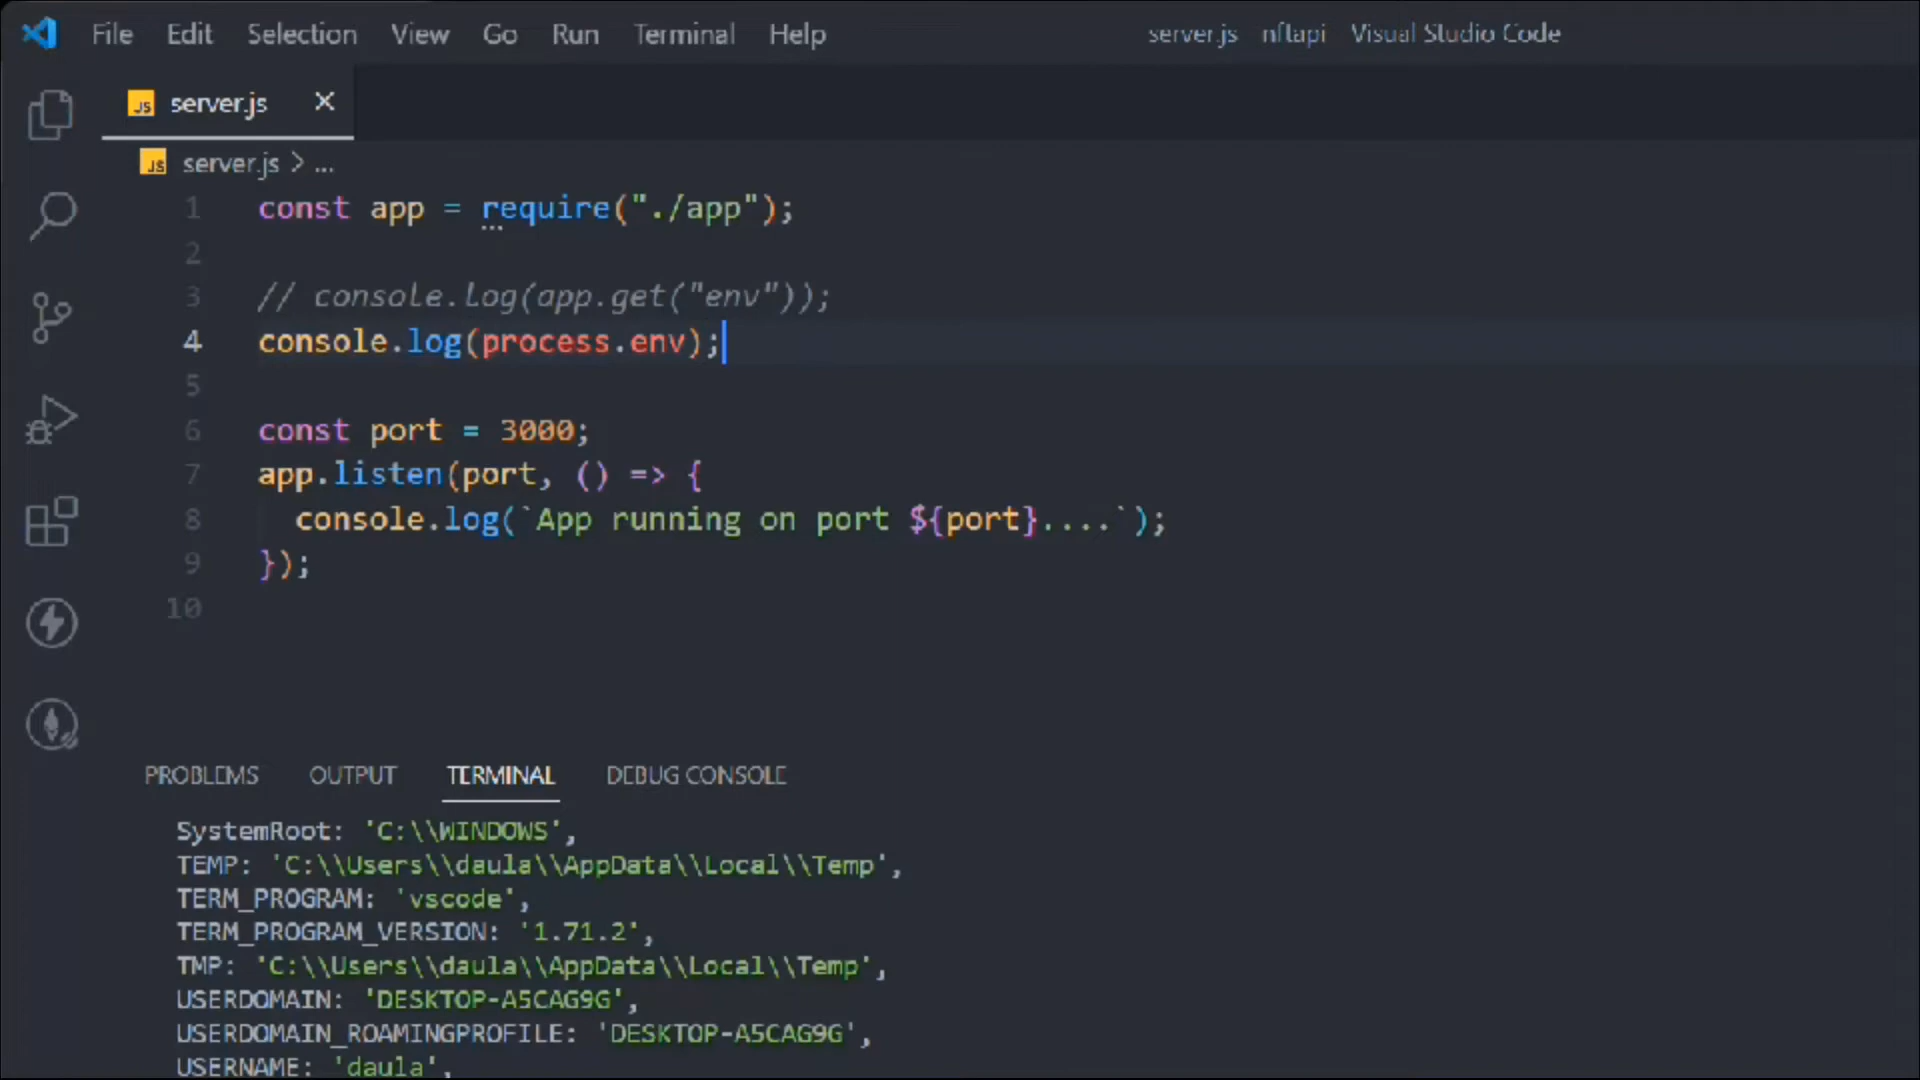 File Edit Selection View Go Run Terminal Help server.js nftapi Visual Studio Code
JS server.js ×
JS server.js > ...
1 const app = require("./app");
2
3 // console.log(app.get("env"));
4 console.log(process.env);
5
6 const port = 3000;
7 app.listen(port, () => {
8 console.log(`App running on port ${port}....`);
9 });
10
PROBLEMS OUTPUT TERMINAL DEBUG CONSOLE
SystemRoot: 'C:\\WINDOWS',
TEMP: 'C:\\Users\\daula\\AppData\\Local\\Temp',
TERM_PROGRAM: 'vscode',
TERM_PROGRAM_VERSION: '1.71.2',
TMP: 'C:\\Users\\daula\\AppData\\Local\\Temp',
USERDOMAIN: 'DESKTOP-A5CAG9G',
USERDOMAIN_ROAMINGPROFILE: 'DESKTOP-A5CAG9G',
USERNAME: 'daula',